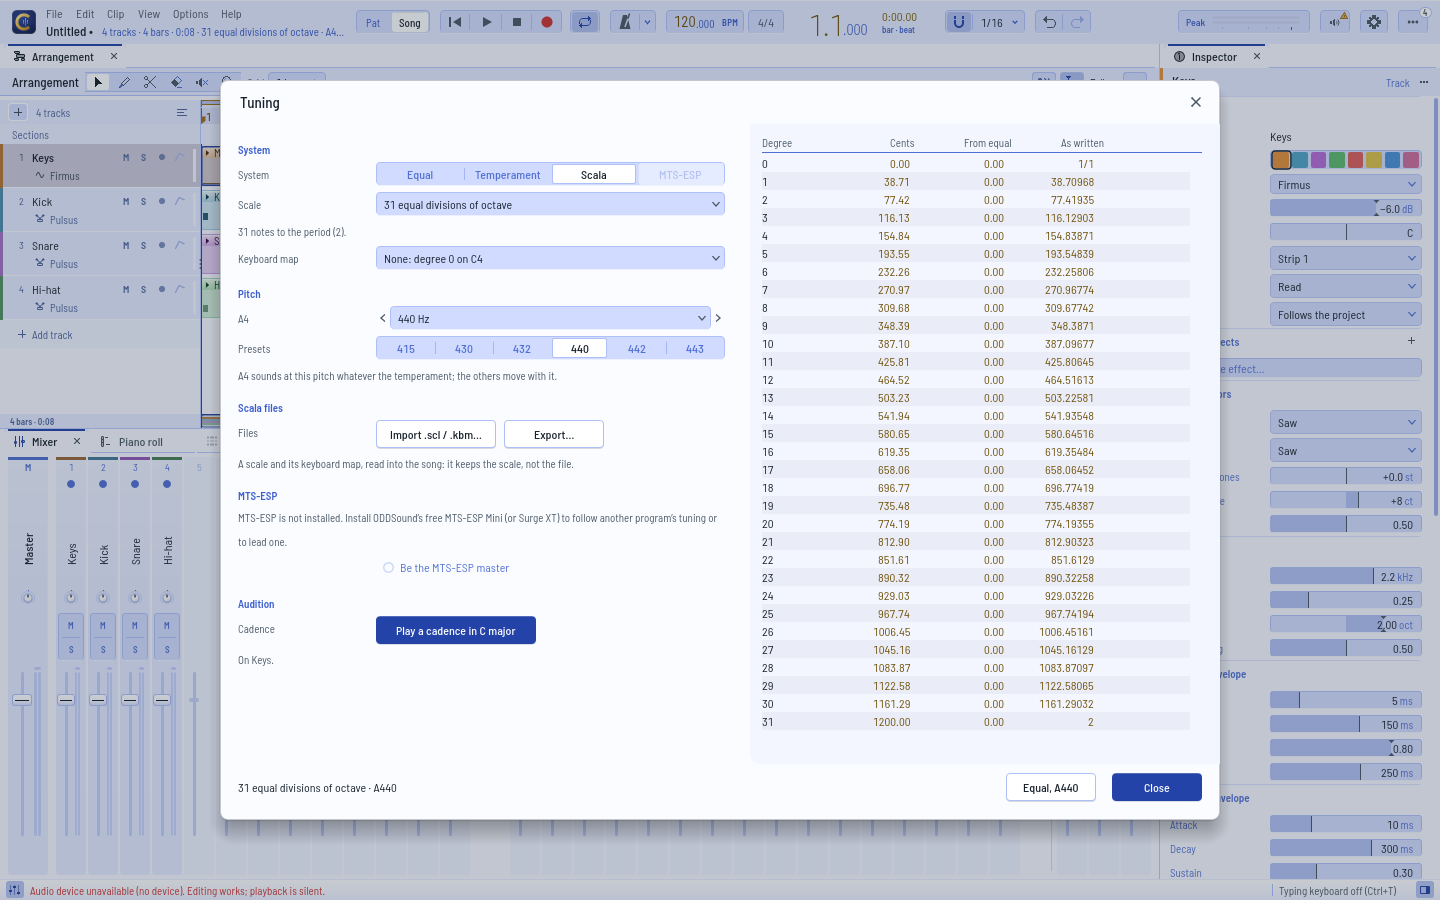 File Edit Clip View Options Help
Untitled • 4 tracks · 4 bars · 0:08 · 31 equal divisions of octave · A4...
Pat Song
120.000 BPM 4/4
1.1.000
0:00.00
bar · beat
1/16
Peak
4
Arrangement
Inspector
Arrangement
Track
4 tracks
Sections
1
1 Keys M S
Firmus
2 Kick M S
Pulsus
3 Snare M S
Pulsus
4 Hi-hat M S
Pulsus
Add track
4 bars · 0:08
Mixer
Piano roll
M 1 2 3 4 5
Master Keys Kick Snare Hi-hat
M M M M
S S S S
Tuning
System
System Equal Temperament Scala MTS-ESP
Scale 31 equal divisions of octave
31 notes to the period (2).
Keyboard map None: degree 0 on C4
Pitch
A4 440 Hz
Presets 415 430 432 440 442 443
A4 sounds at this pitch whatever the temperament; the others move with it.
Scala files
Files Import .scl / .kbm... Export...
A scale and its keyboard map, read into the song: it keeps the scale, not the file.
MTS-ESP
MTS-ESP is not installed. Install ODDSound's free MTS-ESP Mini (or Surge XT) to follow another program's tuning or
to lead one.
Be the MTS-ESP master
Audition
Cadence Play a cadence in C major
On Keys.
Degree Cents From equal As written
0 0.00 0.00 1/1
1 38.71 0.00 38.70968
2 77.42 0.00 77.41935
3 116.13 0.00 116.12903
4 154.84 0.00 154.83871
5 193.55 0.00 193.54839
6 232.26 0.00 232.25806
7 270.97 0.00 270.96774
8 309.68 0.00 309.67742
9 348.39 0.00 348.3871
10 387.10 0.00 387.09677
11 425.81 0.00 425.80645
12 464.52 0.00 464.51613
13 503.23 0.00 503.22581
14 541.94 0.00 541.93548
15 580.65 0.00 580.64516
16 619.35 0.00 619.35484
17 658.06 0.00 658.06452
18 696.77 0.00 696.77419
19 735.48 0.00 735.48387
20 774.19 0.00 774.19355
21 812.90 0.00 812.90323
22 851.61 0.00 851.6129
23 890.32 0.00 890.32258
24 929.03 0.00 929.03226
25 967.74 0.00 967.74194
26 1006.45 0.00 1006.45161
27 1045.16 0.00 1045.16129
28 1083.87 0.00 1083.87097
29 1122.58 0.00 1122.58065
30 1161.29 0.00 1161.29032
31 1200.00 0.00 2
31 equal divisions of octave · A440
Equal, A440 Close
Keys
Firmus
−6.0 dB
C
Strip 1
Read
Follows the project
effect...
Saw
Saw
+0.0 st
+8 ct
0.50
2.2 kHz
0.25
2.00 oct
0.50
5 ms
150 ms
0.80
250 ms
Attack 10 ms
Decay 300 ms
Sustain 0.30
Audio device unavailable (no device). Editing works; playback is silent.
Typing keyboard off (Ctrl+T)